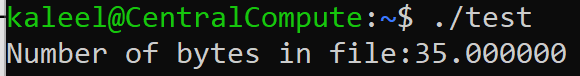 kaleel@CentralCompute:~$ ./test
Number of bytes in file:35.000000